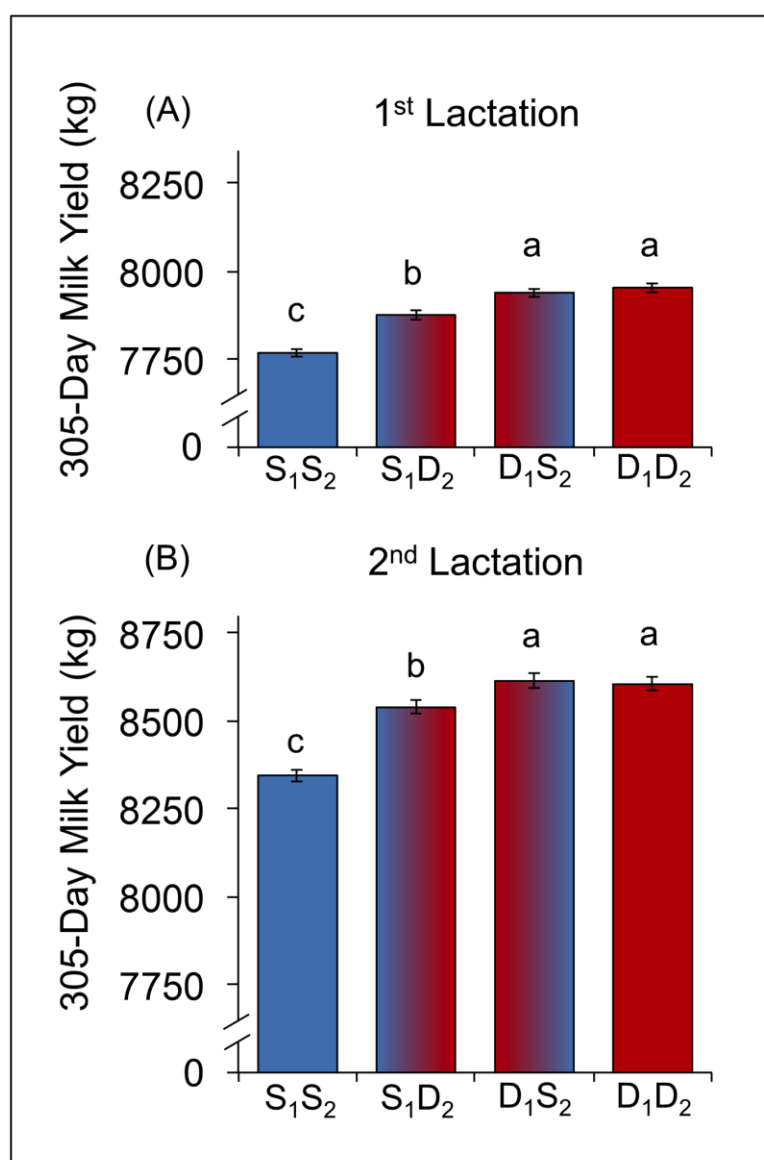 (A) 1st Lactation
305-Day Milk Yield (kg)
8250
8000
7750
0
c b a a
S₁S₂ S₁D₂ D₁S₂ D₁D₂
(B) 2nd Lactation
305-Day Milk Yield (kg)
8750
8500
8250
8000
7750
0
c b a a
S₁S₂ S₁D₂ D₁S₂ D₁D₂